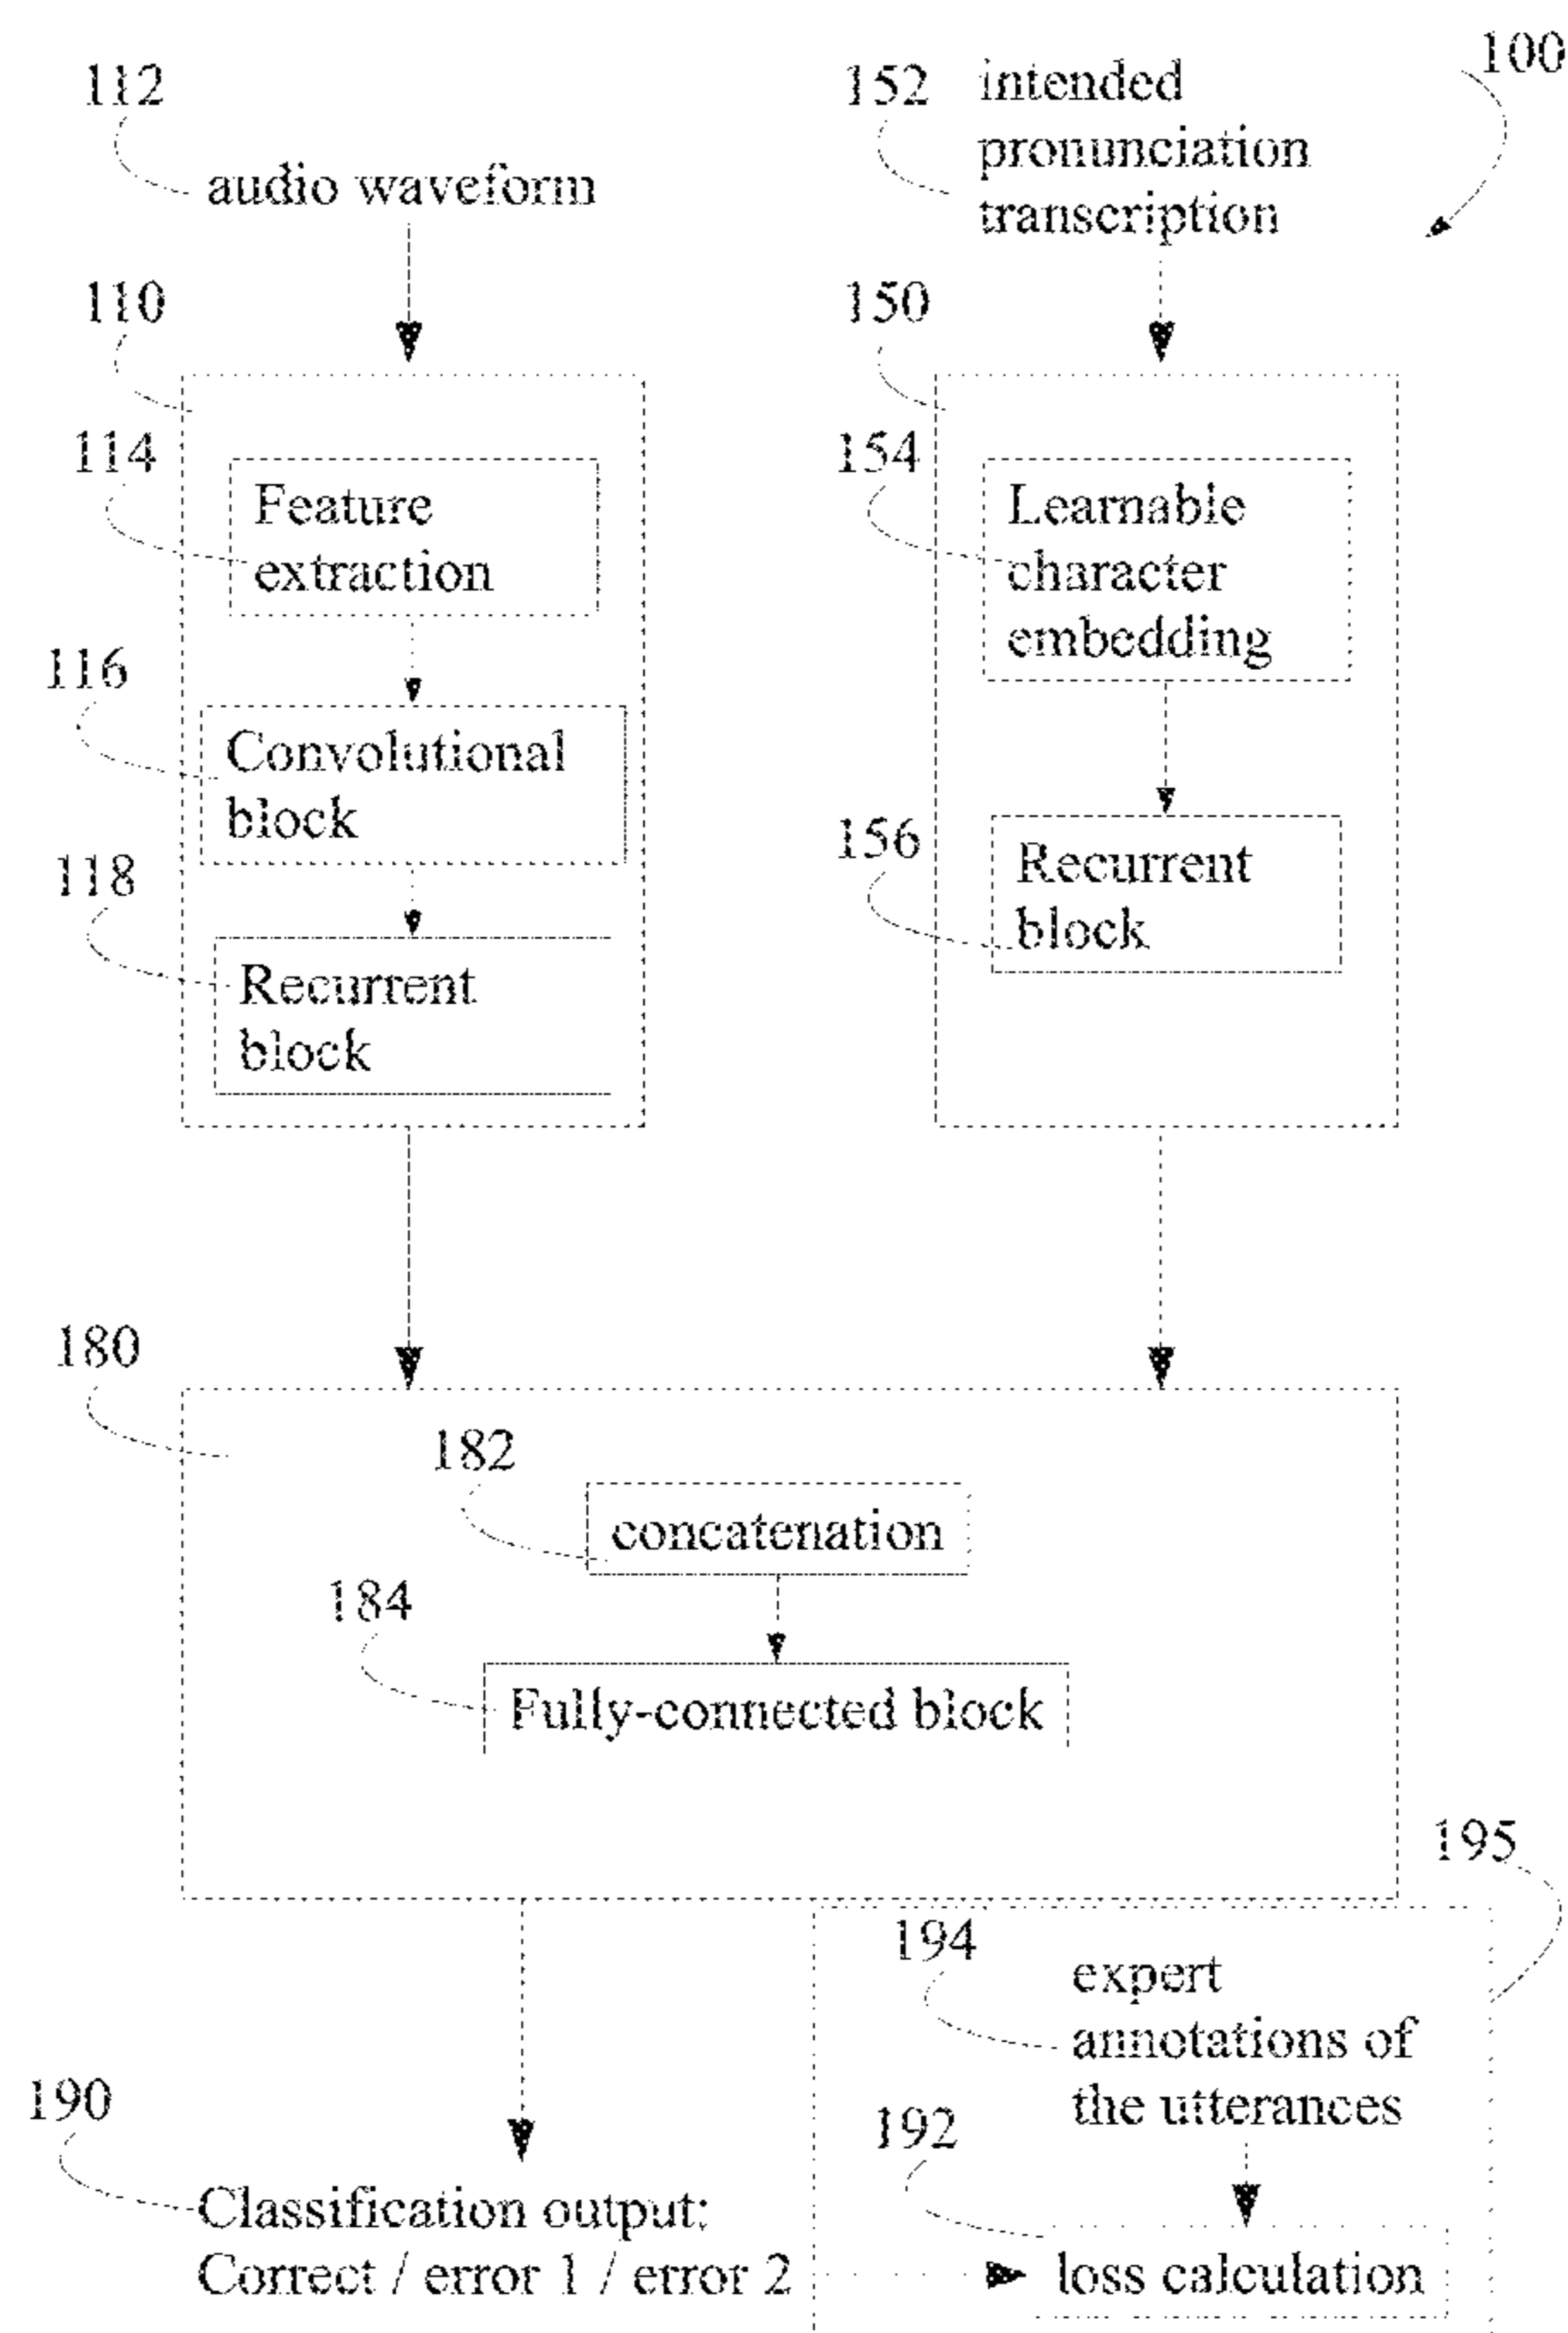 100
112
audio waveform
152
intended
pronunciation
transcription
110
114
Feature
extraction
116
Convolutional
block
118
Recurrent
block
150
154
Learnable
character
embedding
156
Recurrent
block
180
182
concatenation
184
Fully-connected block
195
194
expert
annotations of
the utterances
190
Classification output:
Correct / error 1 / error 2
192
loss calculation